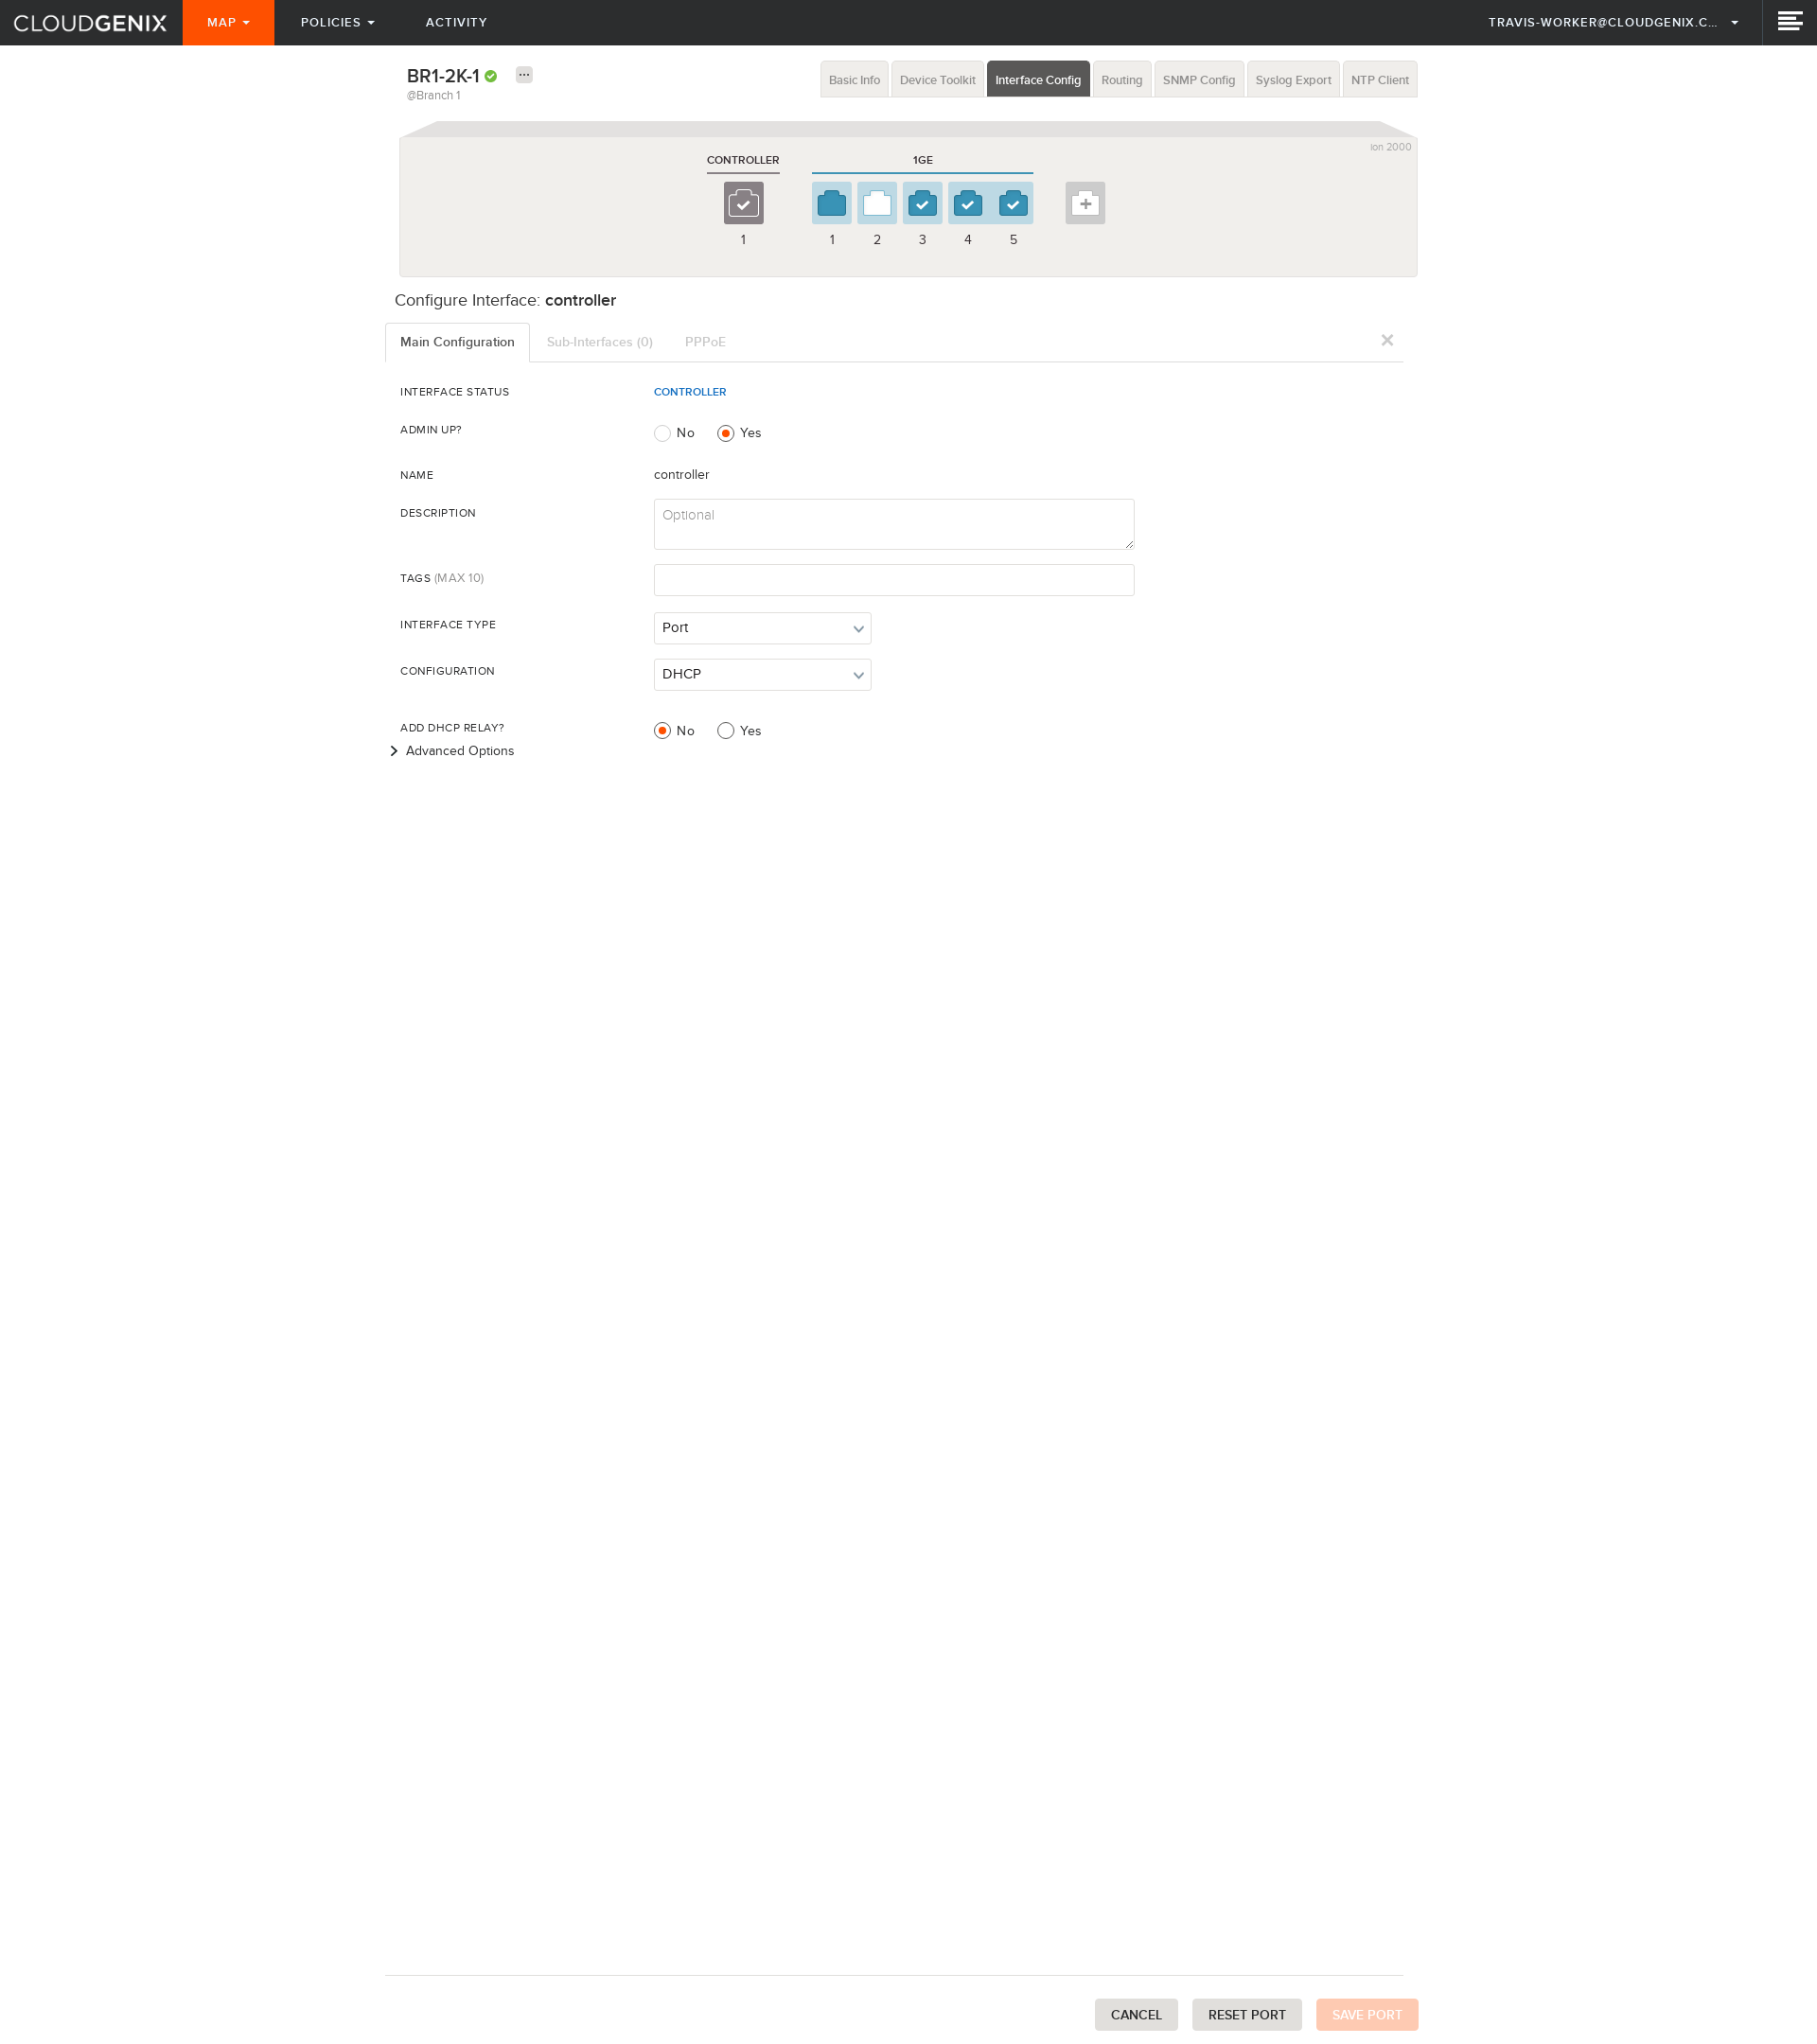 CLOUDGENIX MAP POLICIES ACTIVITY TRAVIS-WORKER@CLOUDGENIX.C...
BR1-2K-1
@Branch 1
Basic Info Device Toolkit Interface Config Routing SNMP Config Syslog Export NTP Client
ion 2000
CONTROLLER 1GE
1 1 2 3 4 5
Configure Interface: controller
Main Configuration Sub-Interfaces (0) PPPoE
INTERFACE STATUS CONTROLLER
ADMIN UP? No Yes
NAME controller
DESCRIPTION Optional
TAGS (MAX 10)
INTERFACE TYPE Port
CONFIGURATION DHCP
ADD DHCP RELAY? No Yes
Advanced Options
CANCEL RESET PORT SAVE PORT